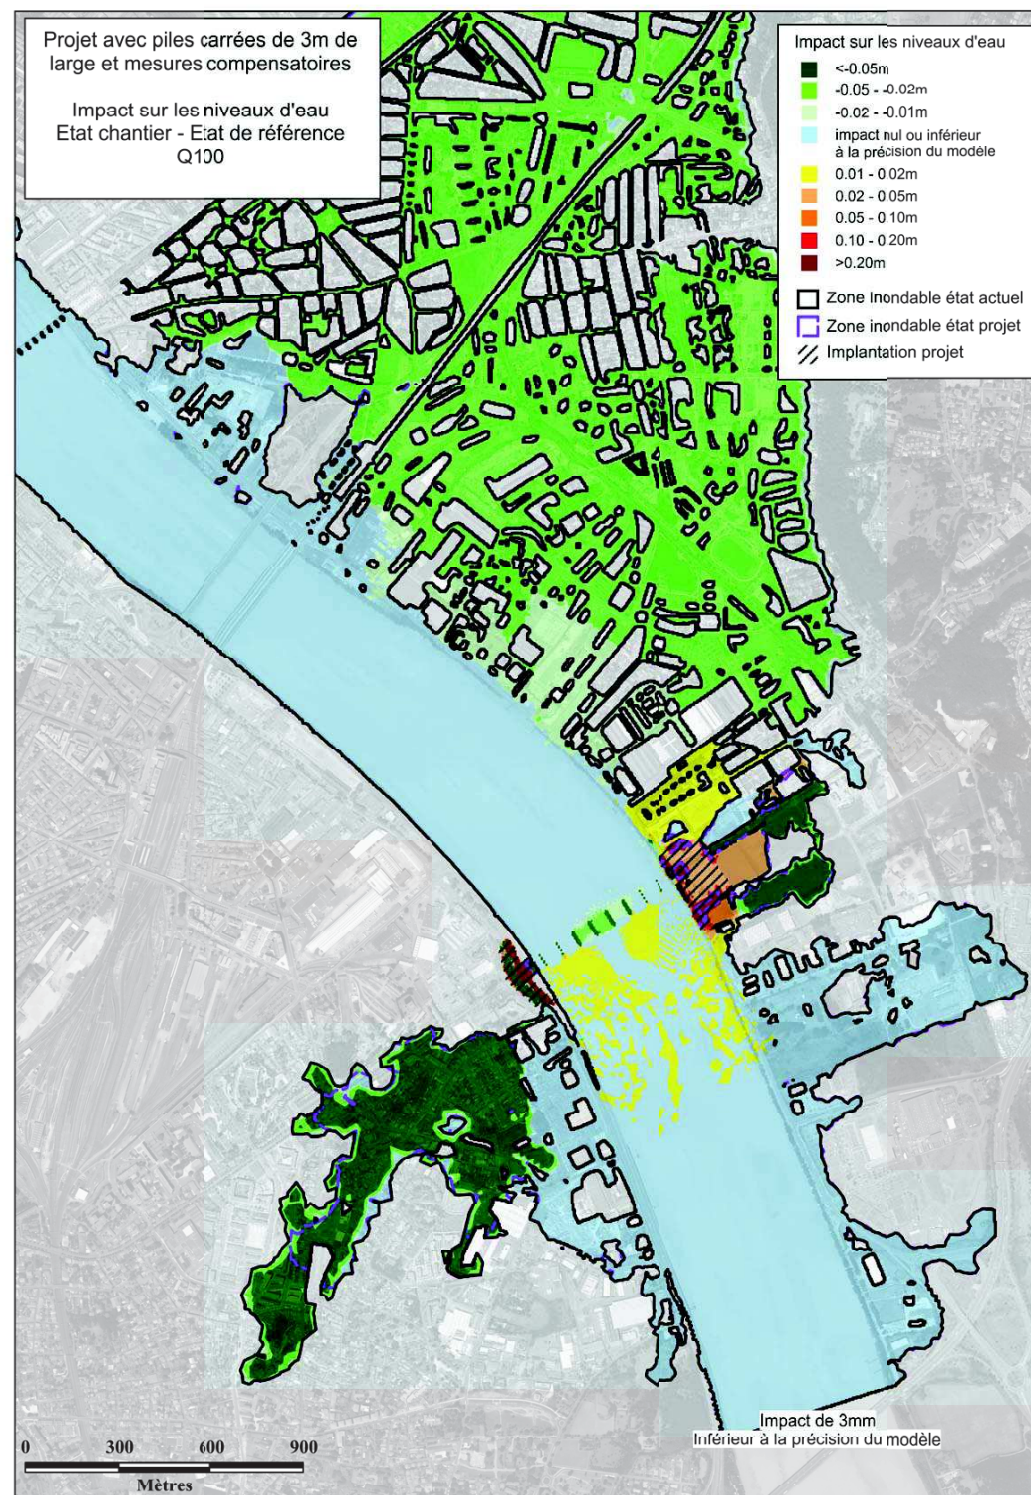 Projet avec piles carrées de 3m de
large et mesures compensatoires
Impact sur les niveaux d'eau
Etat chantier - Etat de référence
Q100
Impact sur les niveaux d'eau
<-0.05m
-0.05 - -0.02m
-0.02 - -0.01m
impact nul ou inférieur
à la précision du modèle
0.01 - 0.02m
0.02 - 0.05m
0.05 - 0.10m
0.10 - 0.20m
>0.20m
Zone inondable état actuel
Zone inondable état projet
Implantation projet
Impact de 3mm
Inférieur à la précision du modèle
0 300 600 900
Mètres